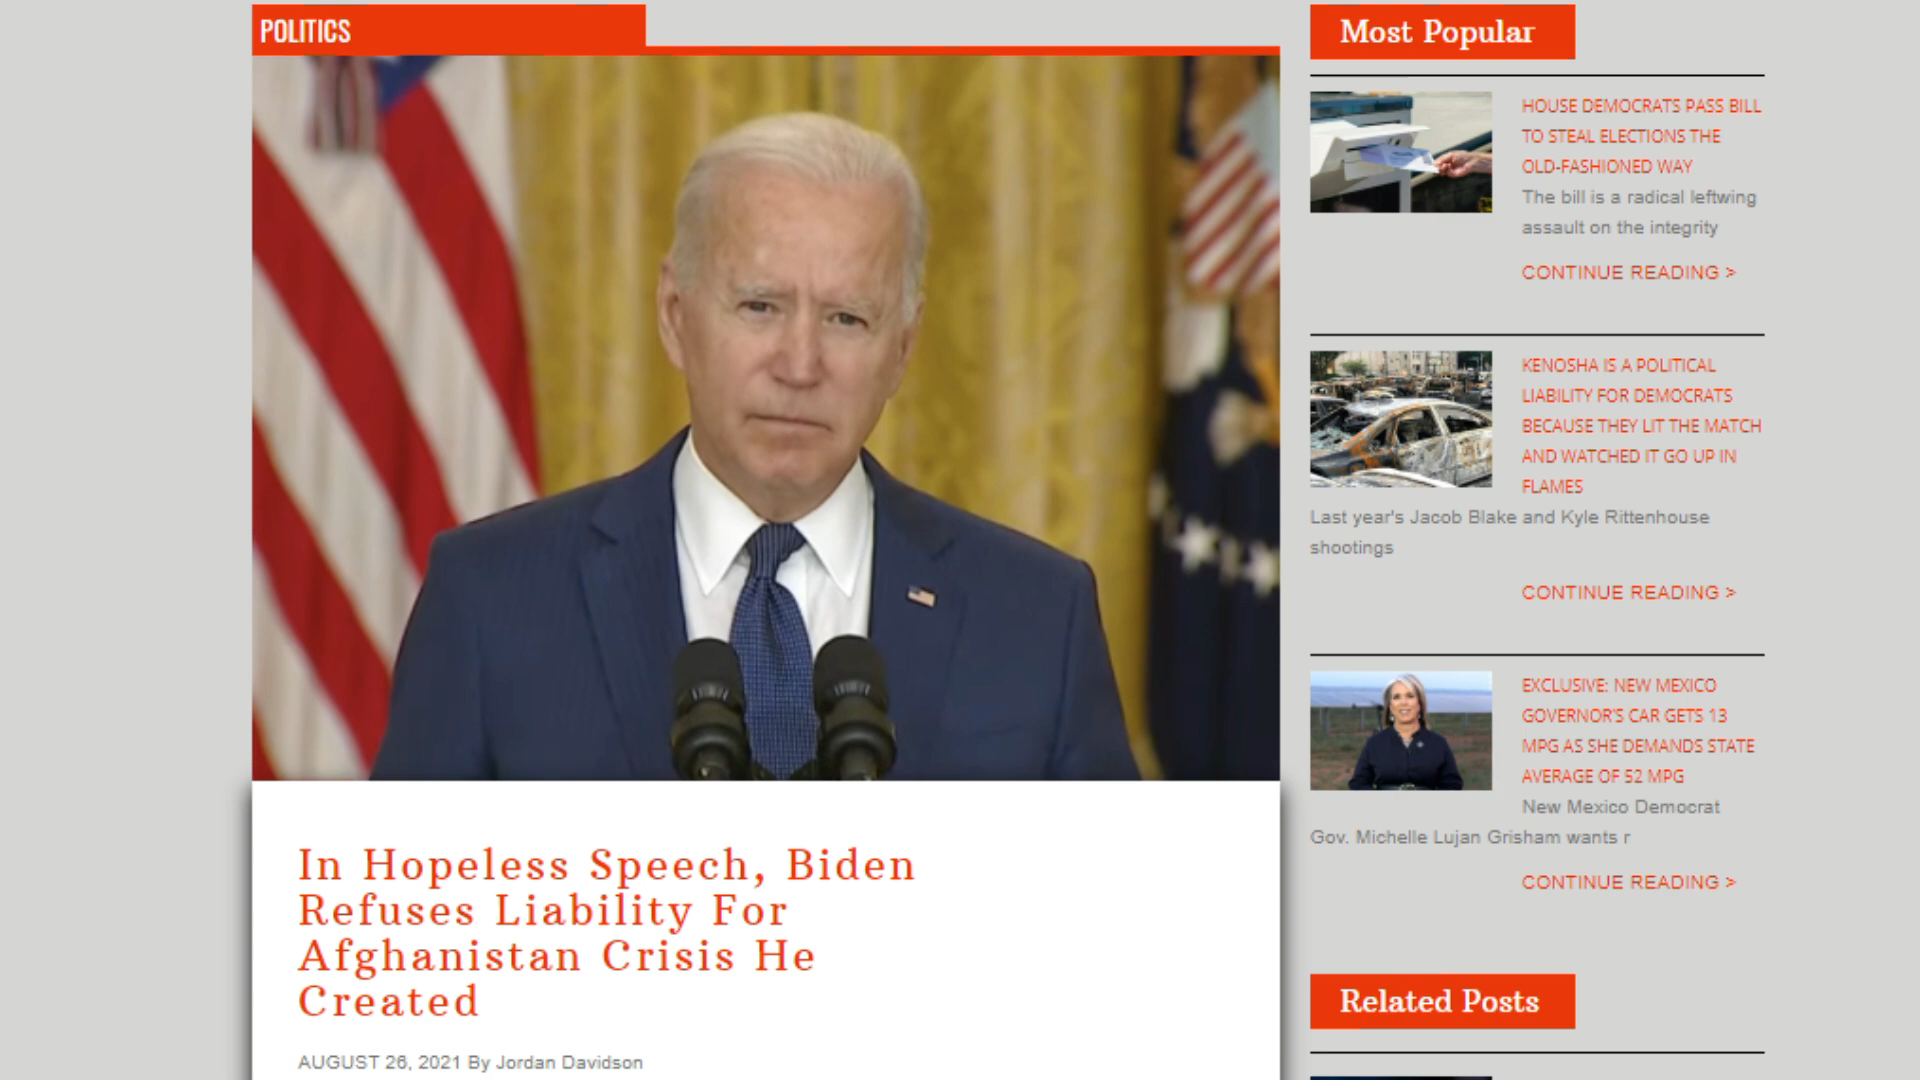 POLITICS
In Hopeless Speech, Biden
Refuses Liability For
Afghanistan Crisis He
Created
AUGUST 26, 2021 By Jordan Davidson
Most Popular
HOUSE DEMOCRATS PASS BILL
TO STEAL ELECTIONS THE
OLD-FASHIONED WAY
The bill is a radical leftwing
assault on the integrity
CONTINUE READING >
KENOSHA IS A POLITICAL
LIABILITY FOR DEMOCRATS
BECAUSE THEY LIT THE MATCH
AND WATCHED IT GO UP IN
FLAMES
Last year's Jacob Blake and Kyle Rittenhouse
shootings
CONTINUE READING >
EXCLUSIVE: NEW MEXICO
GOVERNOR'S CAR GETS 13
MPG AS SHE DEMANDS STATE
AVERAGE OF 52 MPG
New Mexico Democrat
Gov. Michelle Lujan Grisham wants r
CONTINUE READING >
Related Posts